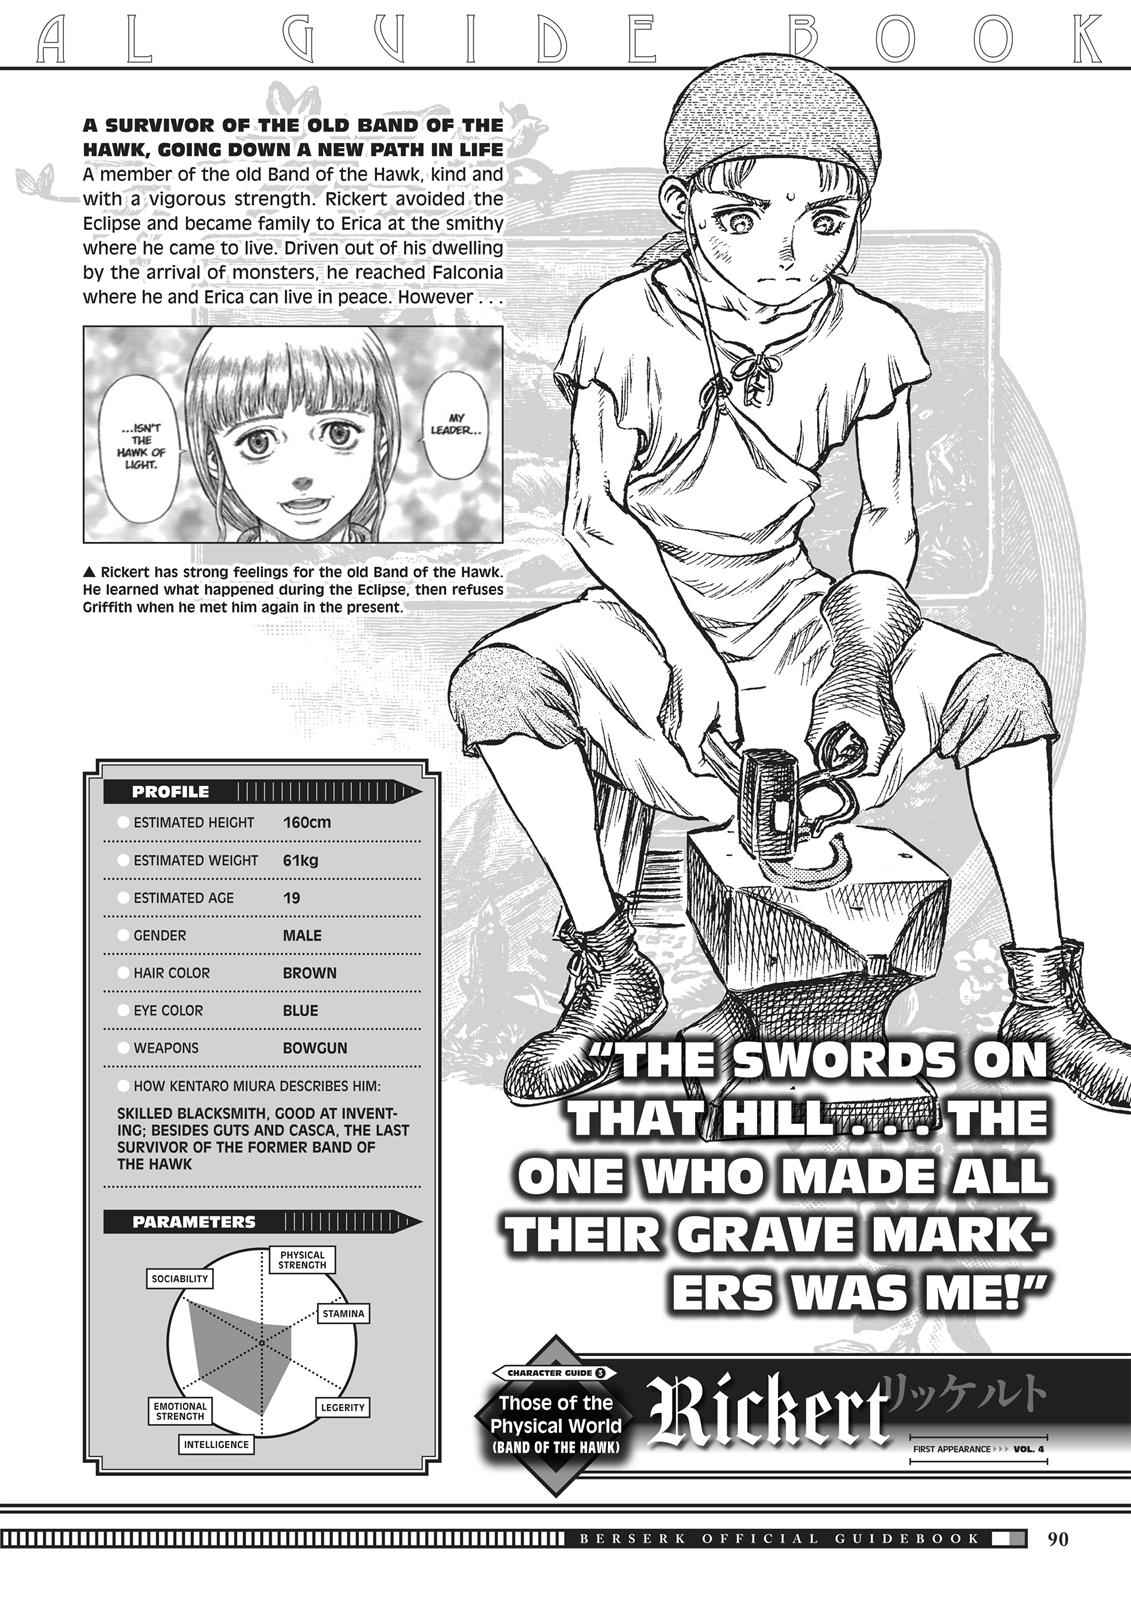 AL GUIDE BOOK
A SURVIVOR OF THE OLD BAND OF THE
HAWK, GOING DOWN A NEW PATH IN LIFE
A member of the old Band of the Hawk, kind and
with a vigorous strength. Rickert avoided the
Eclipse and became family to Erica at the smithy
where he came to live. Driven out of his dwelling
by the arrival of monsters, he reached Falconia
where he and Erica can live in peace. However . . .
MY
LEADER...
...ISN'T
THE
HAWK OF
LIGHT.
▲ Rickert has strong feelings for the old Band of the Hawk.
He learned what happened during the Eclipse, then refuses
Griffith when he met him again in the present.
PROFILE
ESTIMATED HEIGHT 160cm
ESTIMATED WEIGHT 61kg
ESTIMATED AGE 19
GENDER MALE
HAIR COLOR BROWN
EYE COLOR BLUE
WEAPONS BOWGUN
HOW KENTARO MIURA DESCRIBES HIM:
SKILLED BLACKSMITH, GOOD AT INVENT-
ING; BESIDES GUTS AND CASCA, THE LAST
SURVIVOR OF THE FORMER BAND OF
THE HAWK
PARAMETERS
PHYSICAL
STRENGTH
SOCIABILITY
STAMINA
EMOTIONAL
STRENGTH
LEGERITY
INTELLIGENCE
“THE SWORDS ON
THAT HILL . . . . THE
ONE WHO MADE ALL
THEIR GRAVE MARK-
ERS WAS ME!”
CHARACTER GUIDE 3
Those of the
Physical World
(BAND OF THE HAWK)
Rickert リッケルト
FIRST APPEARANCE ▷▷▷ VOL. 4
BERSERK OFFICIAL GUIDEBOOK 90